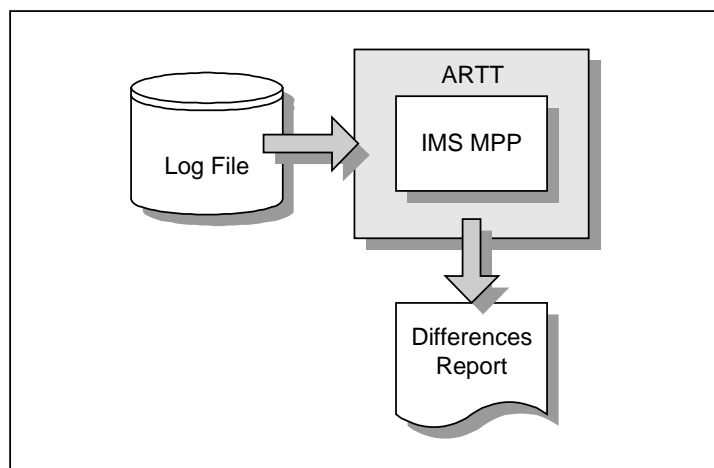 ARTT
IMS MPP
Log File
Differences
Report